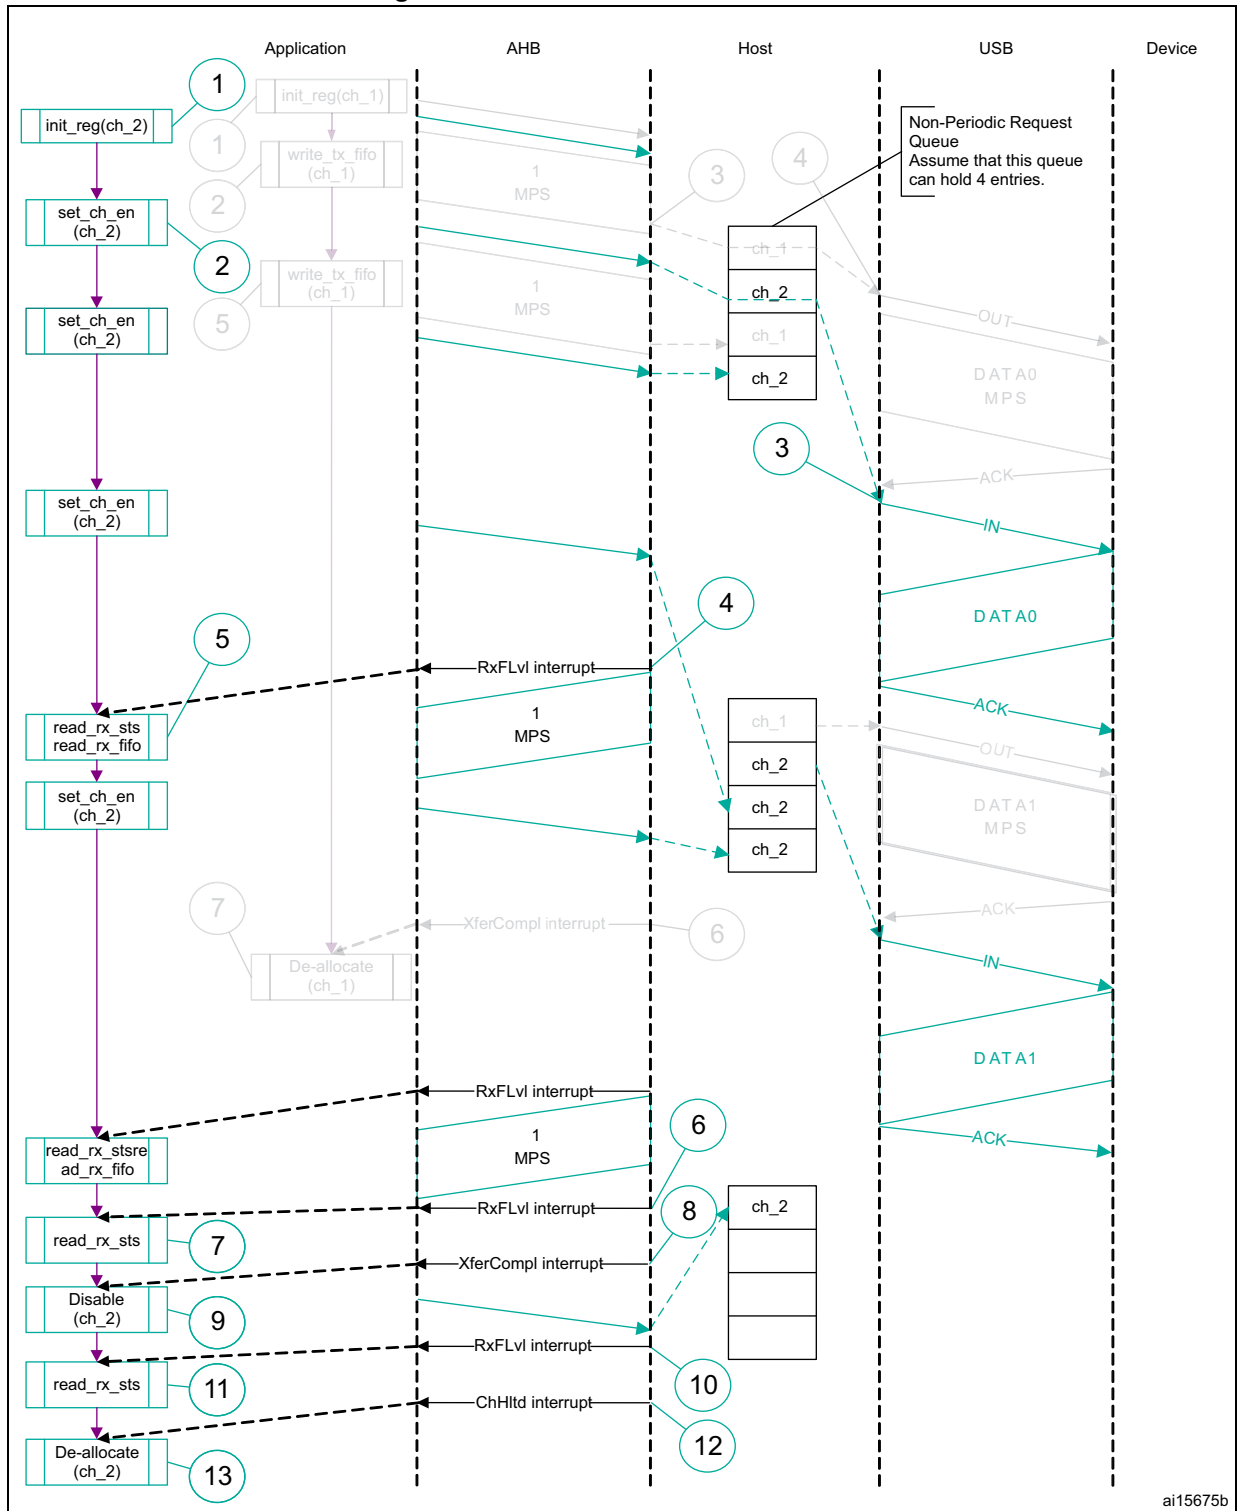 Application
AHB
Host
USB
Device
1
init_reg(ch_2)
init_reg(ch_1)
1
write_tx_fifo
(ch_1)
2
1
MPS
3
4
Non-Periodic Request
Queue
Assume that this queue
can hold 4 entries.
set_ch_en
(ch_2)
2
write_tx_fifo
(ch_1)
5
1
MPS
ch_1
ch_2
ch_1
ch_2
set_ch_en
(ch_2)
OUT
DATA0
MPS
ACK
3
set_ch_en
(ch_2)
IN
DATA0
ACK
4
5
RxFLvl interrupt
read_rx_sts
read_rx_fifo
1
MPS
set_ch_en
(ch_2)
ch_1
ch_2
ch_2
ch_2
OUT
DATA1
MPS
ACK
7
XferCompl interrupt
6
De-allocate
(ch_1)
IN
DATA1
ACK
RxFLvl interrupt
read_rx_stsre
ad_rx_fifo
1
MPS
6
RxFLvl interrupt
8
ch_2
read_rx_sts
7
XferCompl interrupt
Disable
(ch_2)
9
RxFLvl interrupt
10
read_rx_sts
11
ChHltd interrupt
12
De-allocate
(ch_2)
13
ai15675b